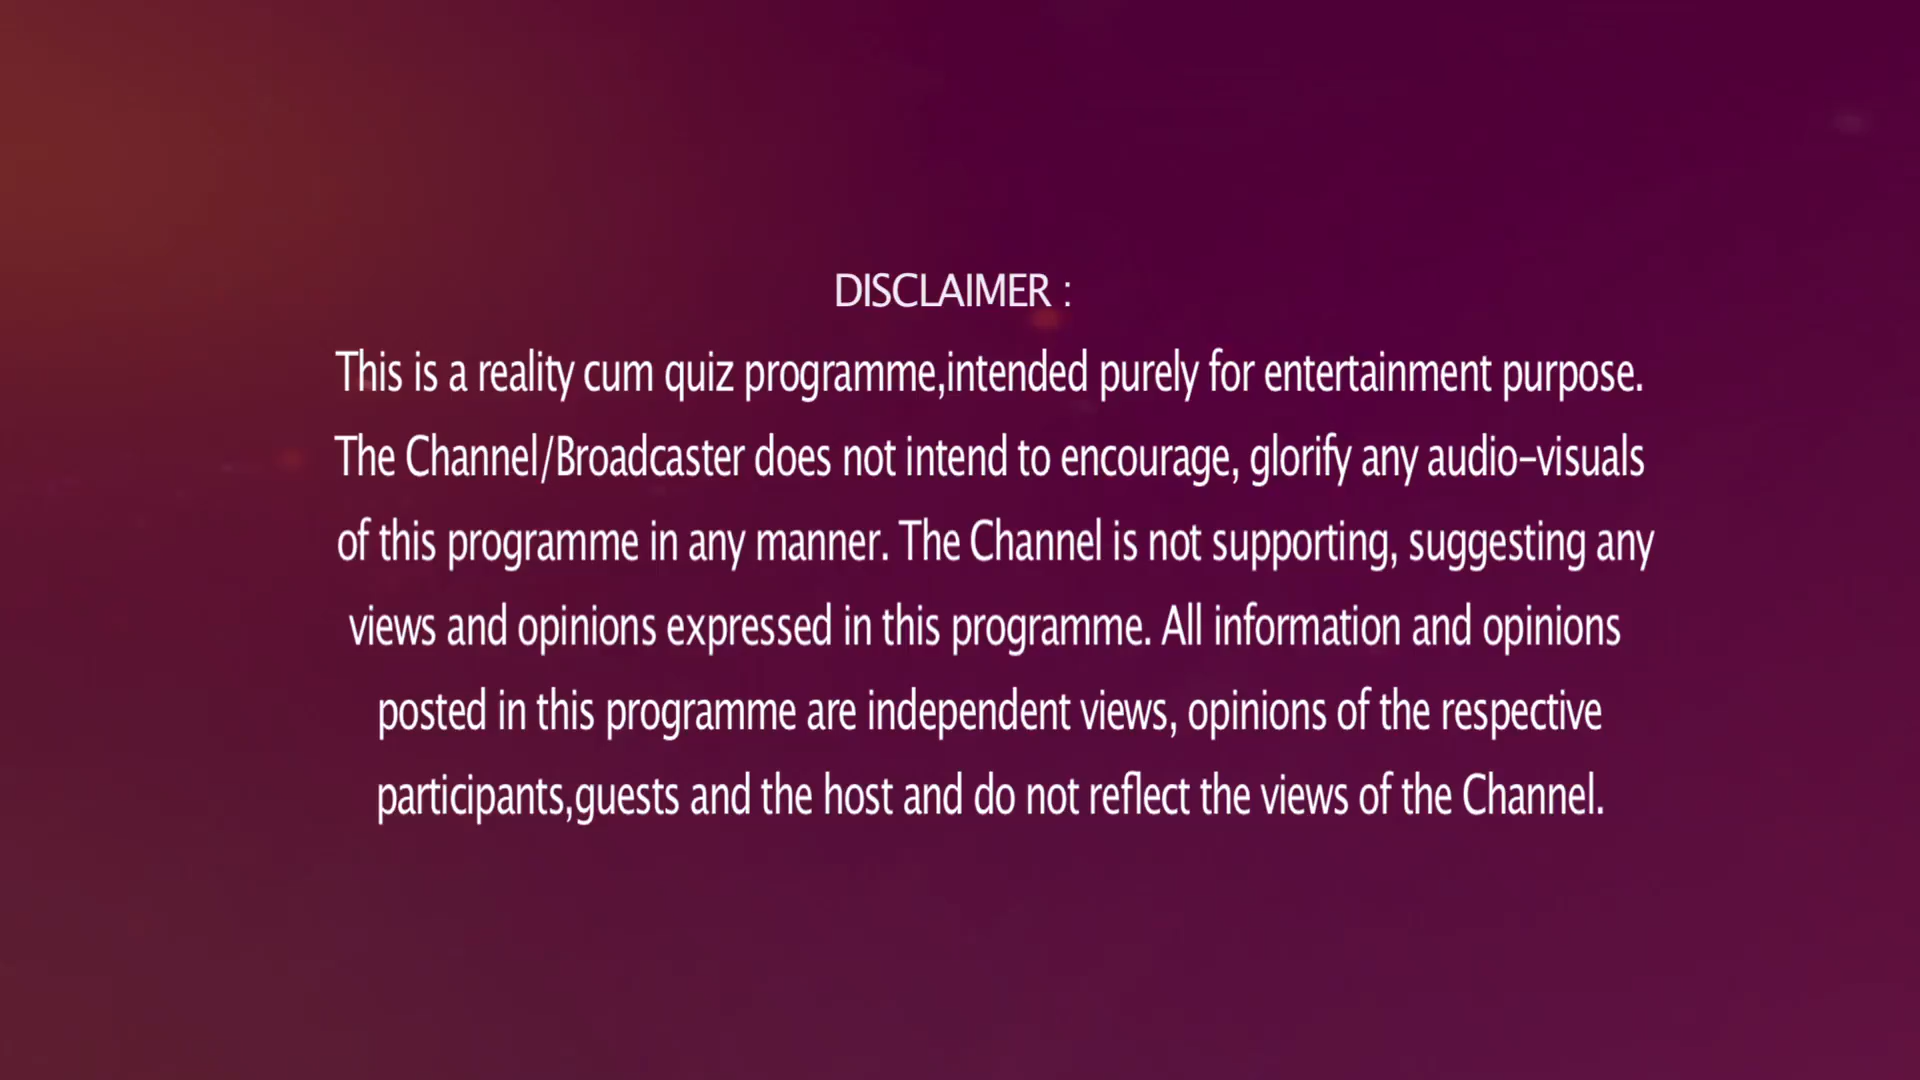 DISCLAIMER :
This is a reality cum quiz programme,intended purely for entertainment purpose.
The Channel/Broadcaster does not intend to encourage, glorify any audio-visuals
of this programme in any manner. The Channel is not supporting, suggesting any
views and opinions expressed in this programme. All information and opinions
posted in this programme are independent views, opinions of the respective
participants,guests and the host and do not reflect the views of the Channel.